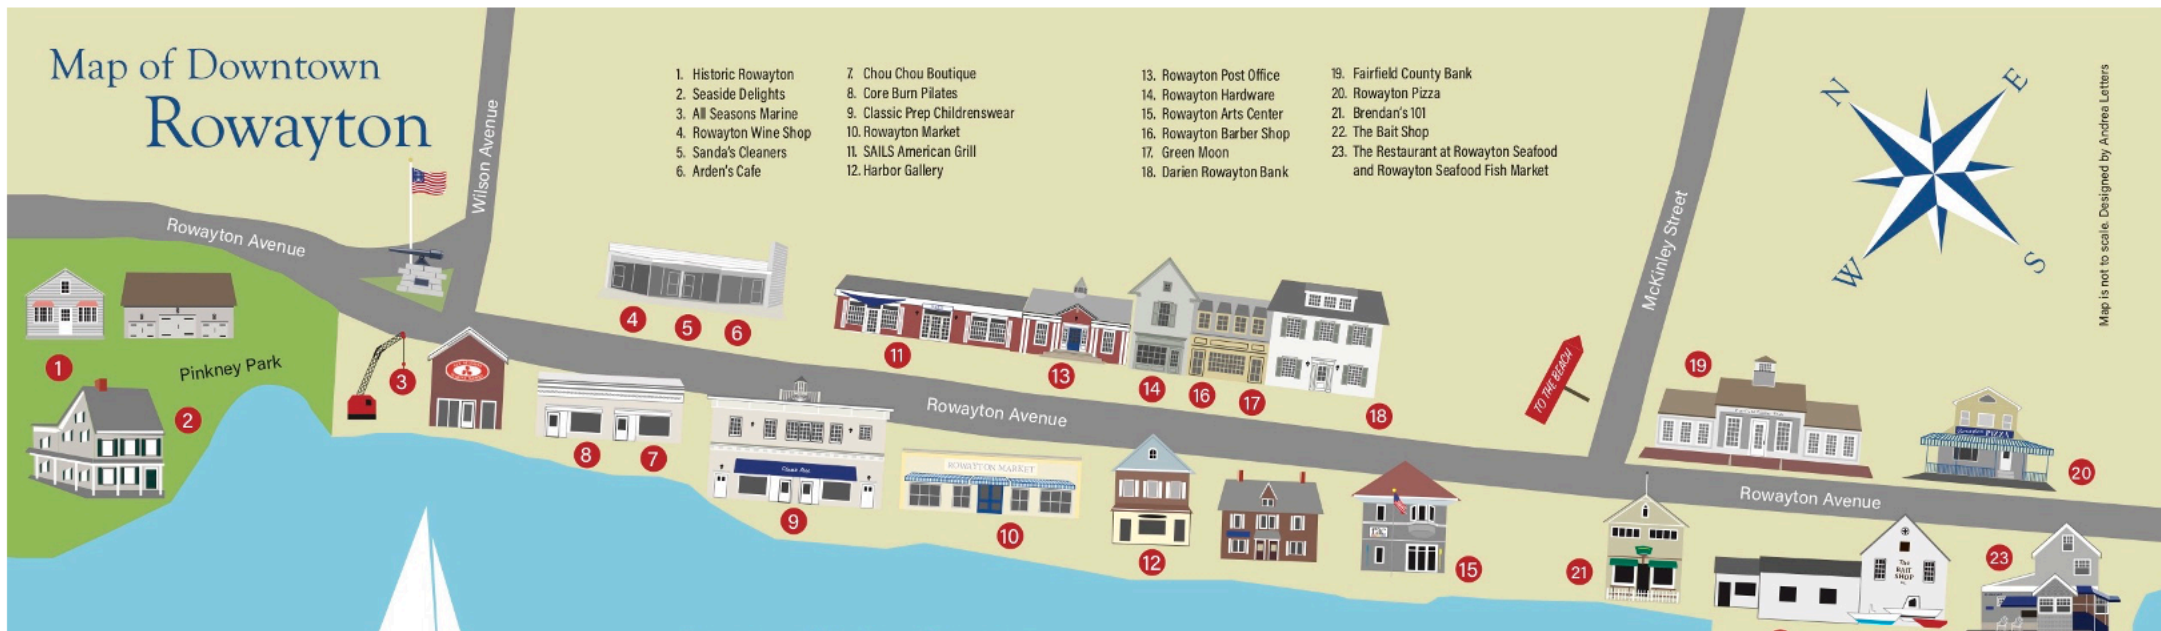 Map of Downtown
Rowayton
Wilson Avenue
Rowayton Avenue
1. Historic Rowayton
2. Seaside Delights
3. All Seasons Marine
4. Rowayton Wine Shop
5. Sanda's Cleaners
6. Arden's Cafe
7. Chou Chou Boutique
8. Core Burn Pilates
9. Classic Prep Childrenswear
10. Rowayton Market
11. SAILS American Grill
12. Harbor Gallery
13. Rowayton Post Office
14. Rowayton Hardware
15. Rowayton Arts Center
16. Rowayton Barber Shop
17. Green Moon
18. Darien Rowayton Bank
19. Fairfield County Bank
20. Rowayton Pizza
21. Brendan's 101
22. The Bait Shop
23. The Restaurant at Rowayton Seafood
and Rowayton Seafood Fish Market
McKinley Street
N
E
W
S
Map is not to scale. Designed by Andrea Letters
Pinkney Park
1
2
3
4
5
6
11
13
14
16
17
18
TO THE BEACH
19
20
PIZZA
Rowayton Avenue
Rowayton Avenue
8
7
9
ROWAYTON MARKET
10
12
15
21
The
BAIT
SHOP
23